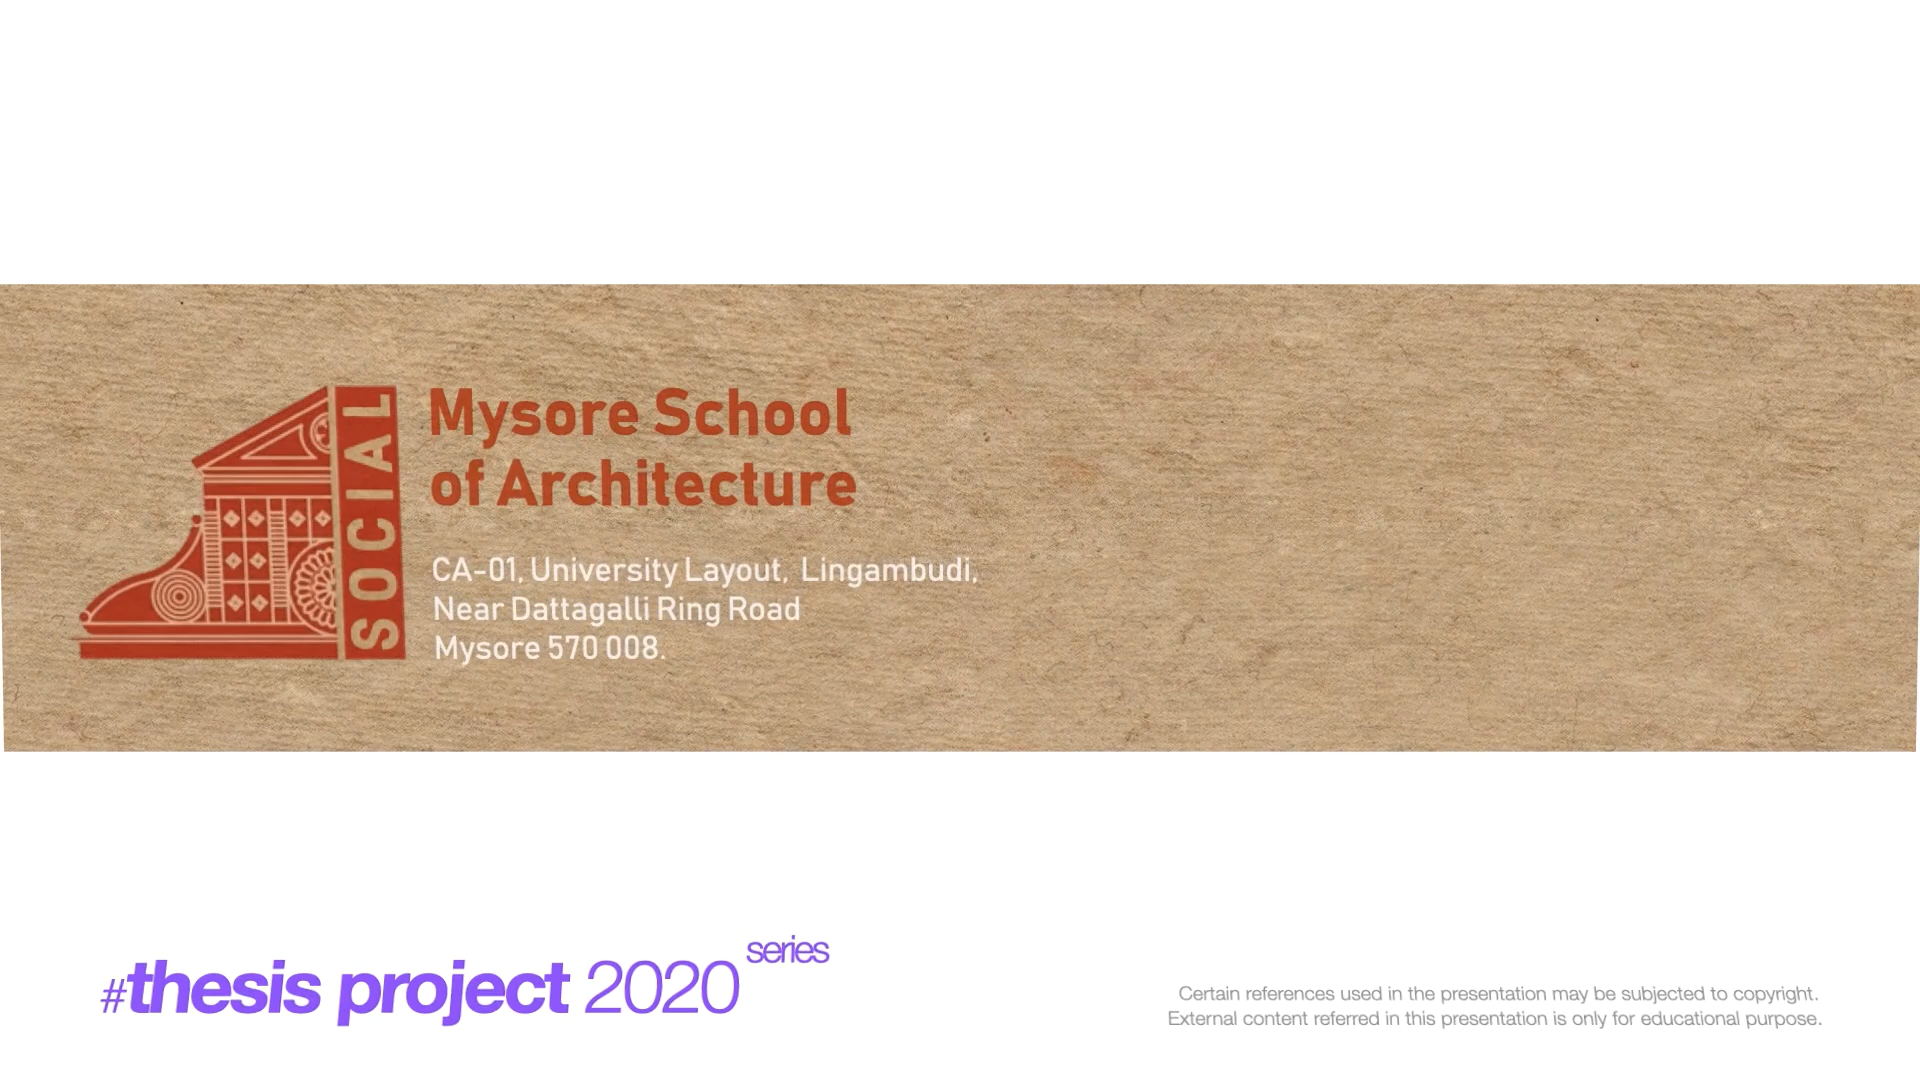 SOCIAL
Mysore School
of Architecture
CA-01, University Layout, Lingambudi,
Near Dattagalli Ring Road
Mysore 570 008.
#thesis project 2020 series
Certain references used in the presentation may be subjected to copyright.
External content referred in this presentation is only for educational purpose.